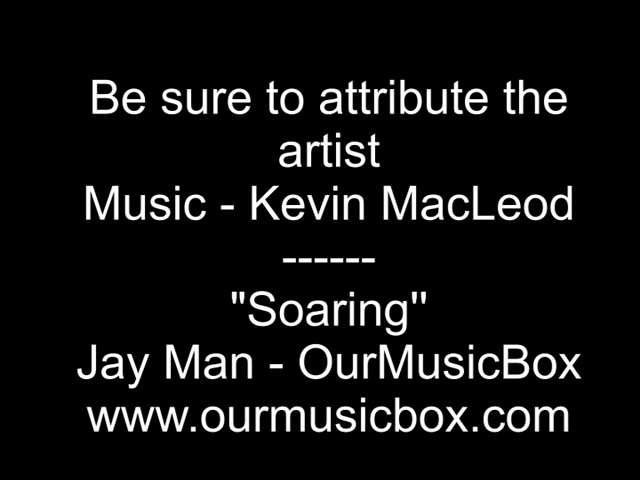 Be sure to attribute the
artist
Music - Kevin MacLeod
------
"Soaring"
Jay Man - OurMusicBox
www.ourmusicbox.com